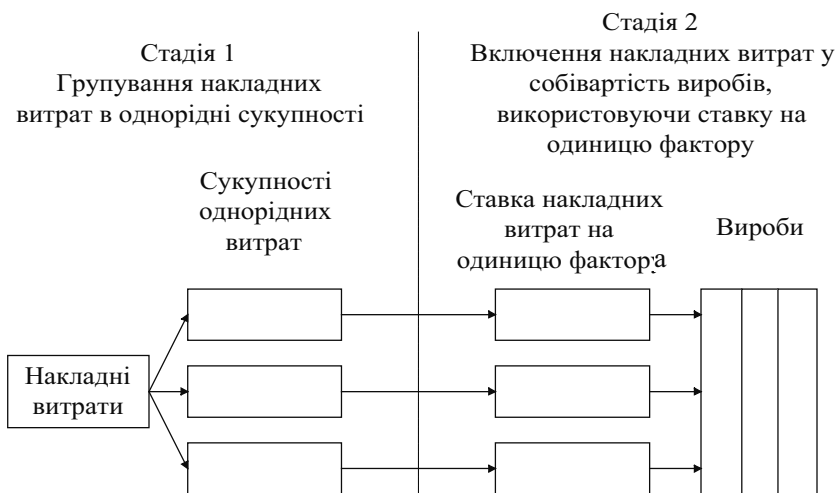 Стадія 1
Групування накладних
витрат в однорідні сукупності
Стадія 2
Включення накладних витрат у
собівартість виробів,
використовуючи ставку на
одиницю фактору
Сукупності
однорідних
витрат
Ставка накладних
витрат на
одиницю фактора
Вироби
Накладні
витрати